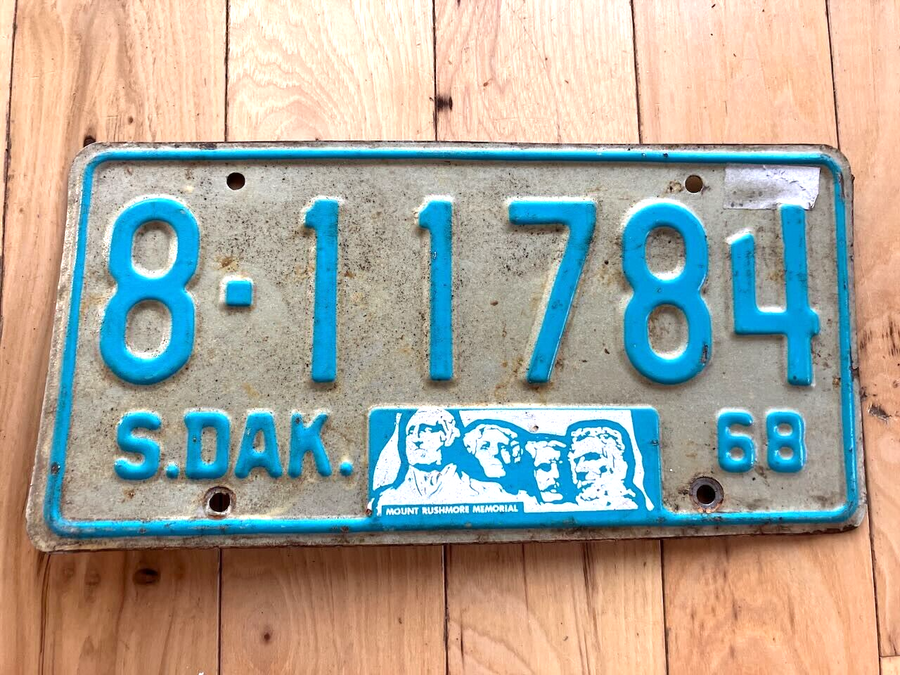 8-11784
S.DAK. 68
MOUNT RUSHMORE MEMORIAL